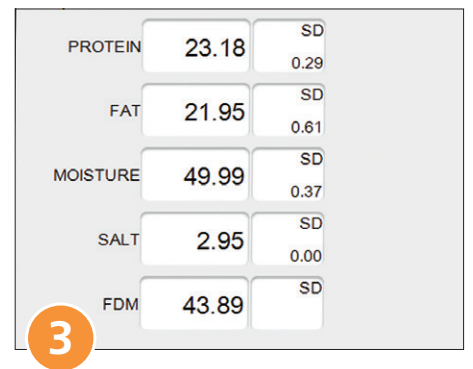 PROTEIN 23.18 SD 0.29
FAT 21.95 SD 0.61
MOISTURE 49.99 SD 0.37
SALT 2.95 SD 0.00
FDM 43.89 SD
3